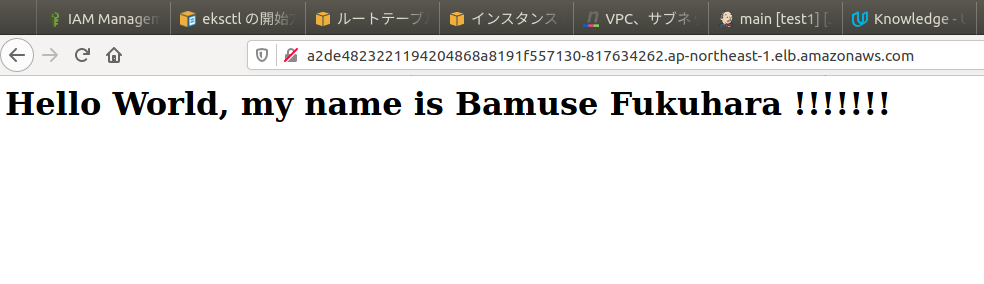 IAM Managem
eksctl の開始方
ルートテーブル
インスタンス
VPC、サブネ
main [test1] [
Knowledge - U
a2de4823221194204868a8191f557130-817634262.ap-northeast-1.elb.amazonaws.com
Hello World, my name is Bamuse Fukuhara !!!!!!!